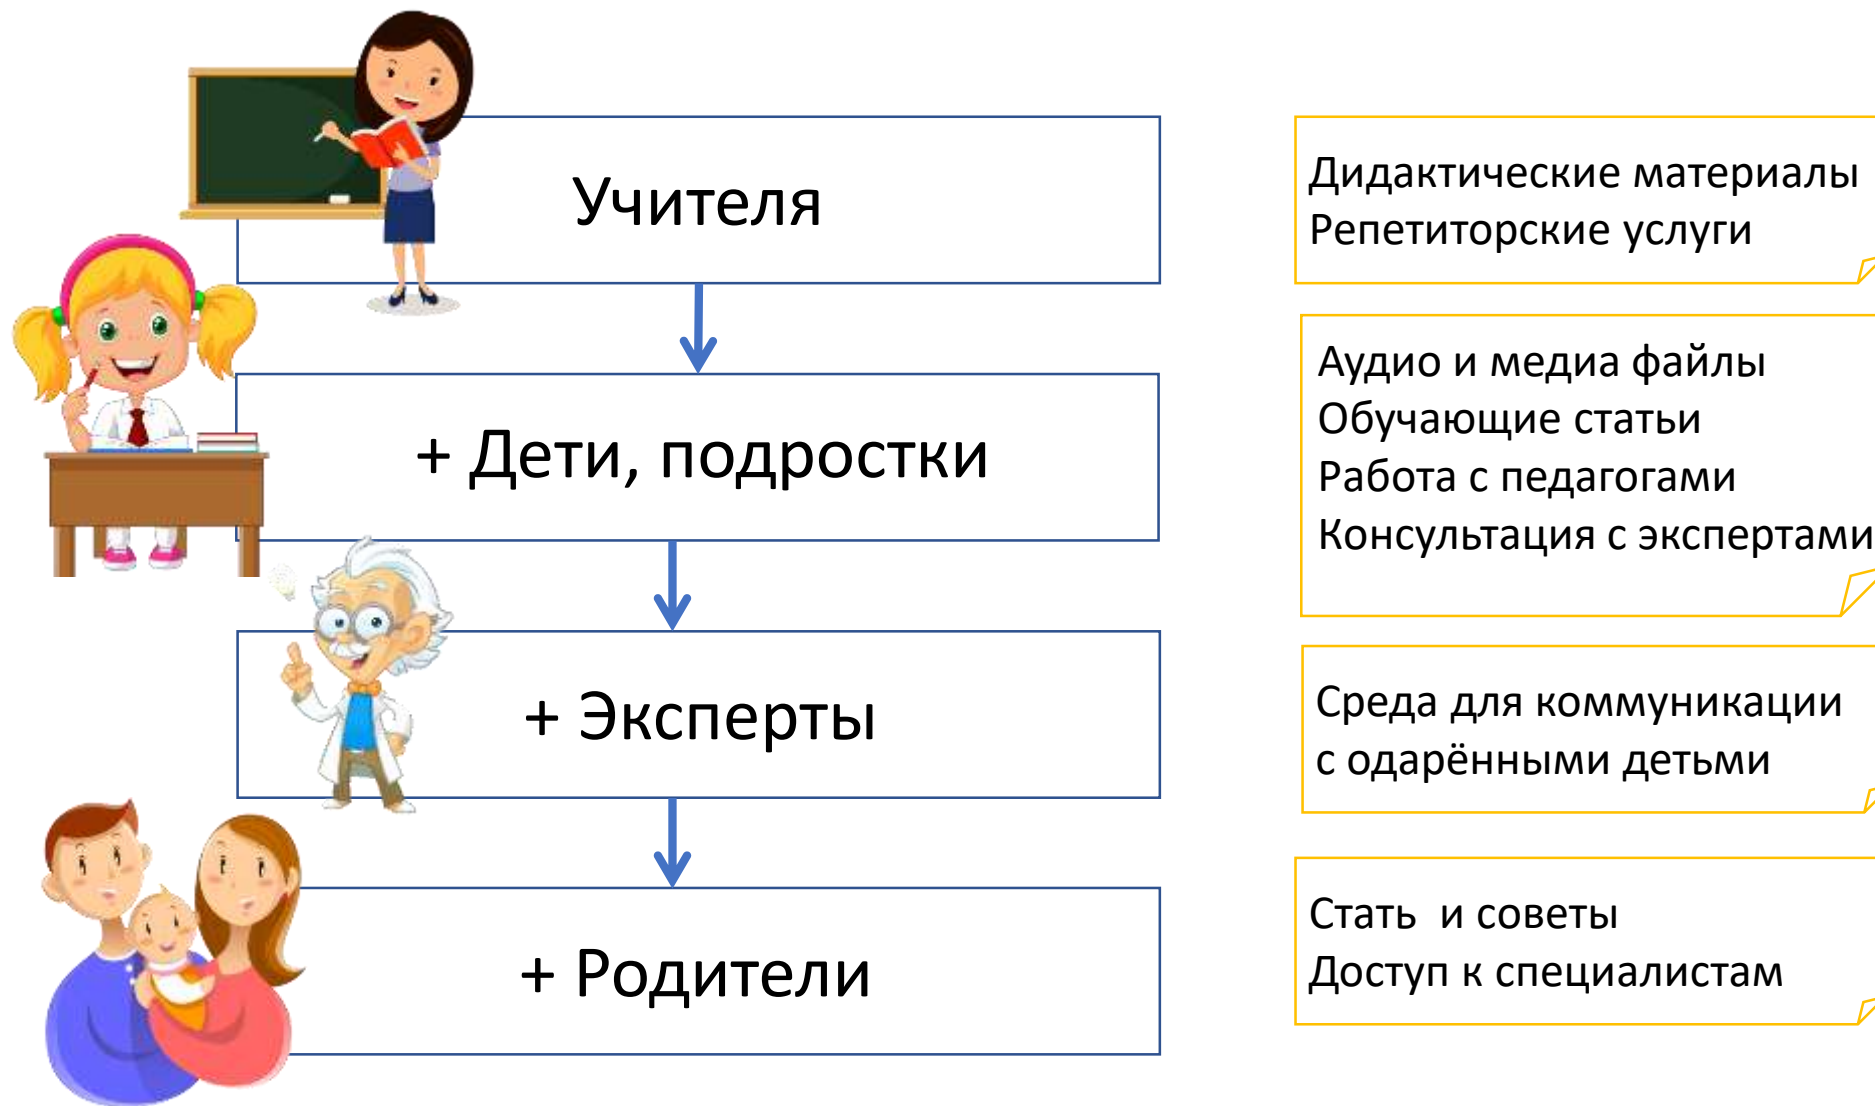 Учителя
Дидактические материалы
Репетиторские услуги
+ Дети, подростки
Аудио и медиа файлы
Обучающие статьи
Работа с педагогами
Консультация с экспертами
+ Эксперты
Среда для коммуникации
с одарёнными детьми
+ Родители
Стать и советы
Доступ к специалистам